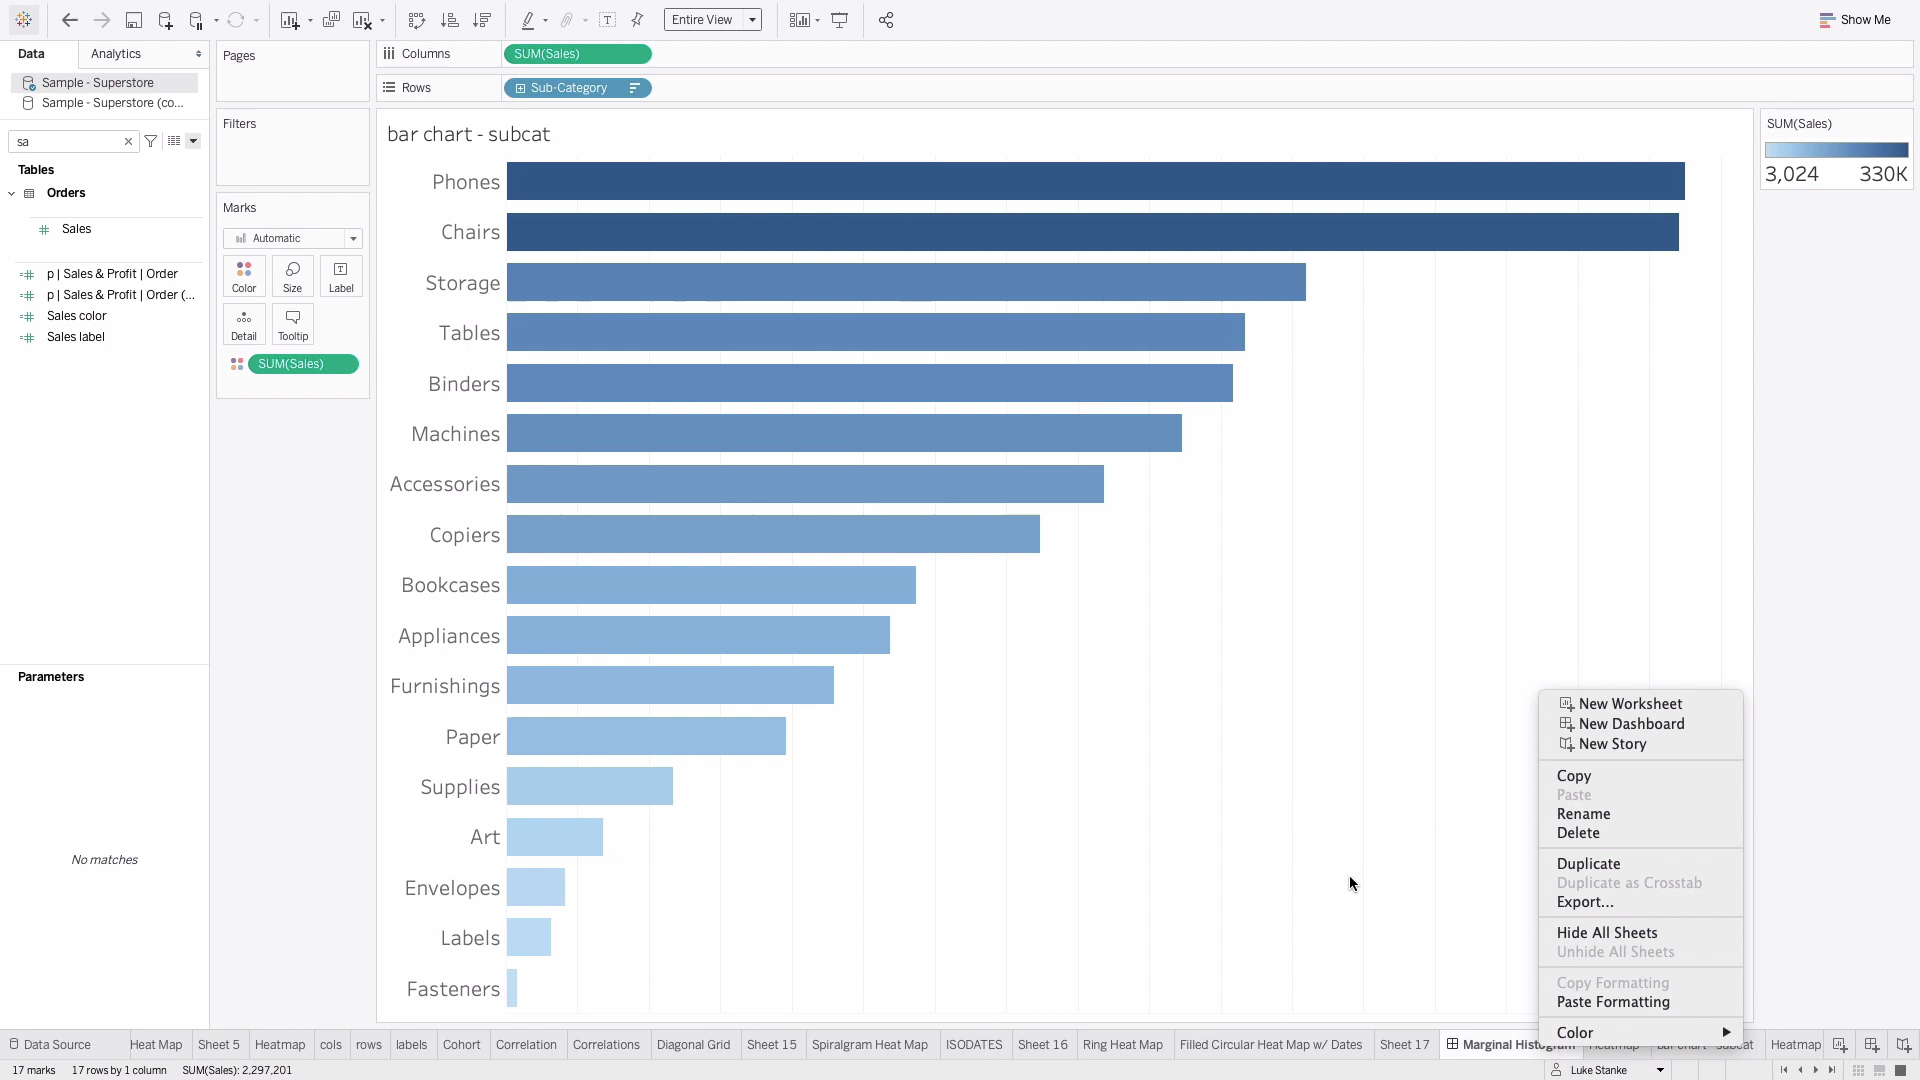 Entire View
Show Me
Data
Analytics
Pages
Columns
SUM(Sales)
Sample - Superstore
Sample - Superstore (co...
Rows
Sub-Category
sa
Filters
Tables
Orders
Sales
p | Sales & Profit | Order
p | Sales & Profit | Order (...
Sales color
Sales label
Parameters
No matches
Marks
Automatic
Color
Size
Label
Detail
Tooltip
SUM(Sales)
bar chart - subcat
Phones
Chairs
Storage
Tables
Binders
Machines
Accessories
Copiers
Bookcases
Appliances
Furnishings
Paper
Supplies
Art
Envelopes
Labels
Fasteners
SUM(Sales)
3,024 330K
New Worksheet
New Dashboard
New Story
Copy
Paste
Rename
Delete
Duplicate
Duplicate as Crosstab
Export...
Hide All Sheets
Unhide All Sheets
Copy Formatting
Paste Formatting
Color
Data Source Heat Map Sheet 5 Heatmap cols rows labels Cohort Correlation Correlations Diagonal Grid Sheet 15 Spiralgram Heat Map ISODATES Sheet 16 Ring Heat Map Filled Circular Heat Map w/ Dates Sheet 17 Marginal Histogram Heatmap bar chart - subcat Heatmap
17 marks 17 rows by 1 column SUM(Sales): 2,297,201 Luke Stanke